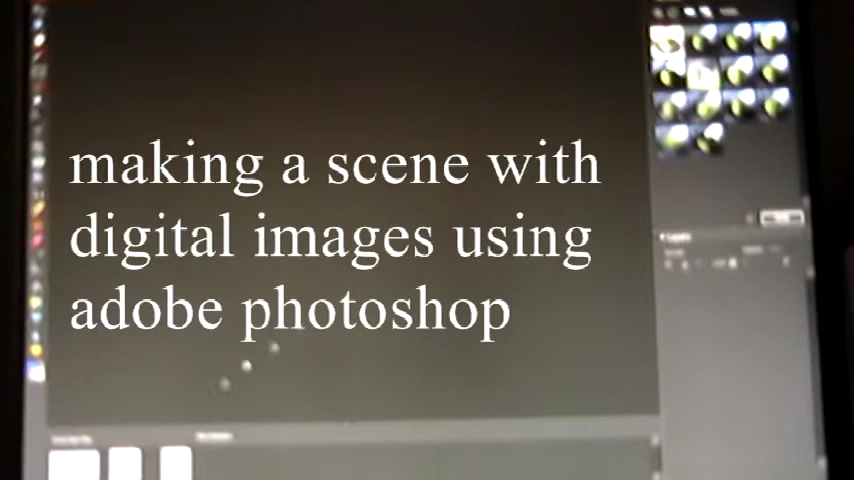 making a scene with
digital images using
adobe photoshop